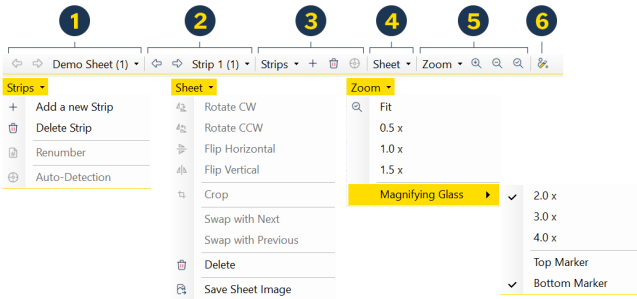 1 2 3 4 5 6
Demo Sheet (1) Strip 1 (1) Strips Sheet Zoom
Strips
Add a new Strip
Delete Strip
Renumber
Auto-Detection
Sheet
Rotate CW
Rotate CCW
Flip Horizontal
Flip Vertical
Crop
Swap with Next
Swap with Previous
Delete
Save Sheet Image
Zoom
Fit
0.5 x
1.0 x
1.5 x
Magnifying Glass
2.0 x
3.0 x
4.0 x
Top Marker
Bottom Marker